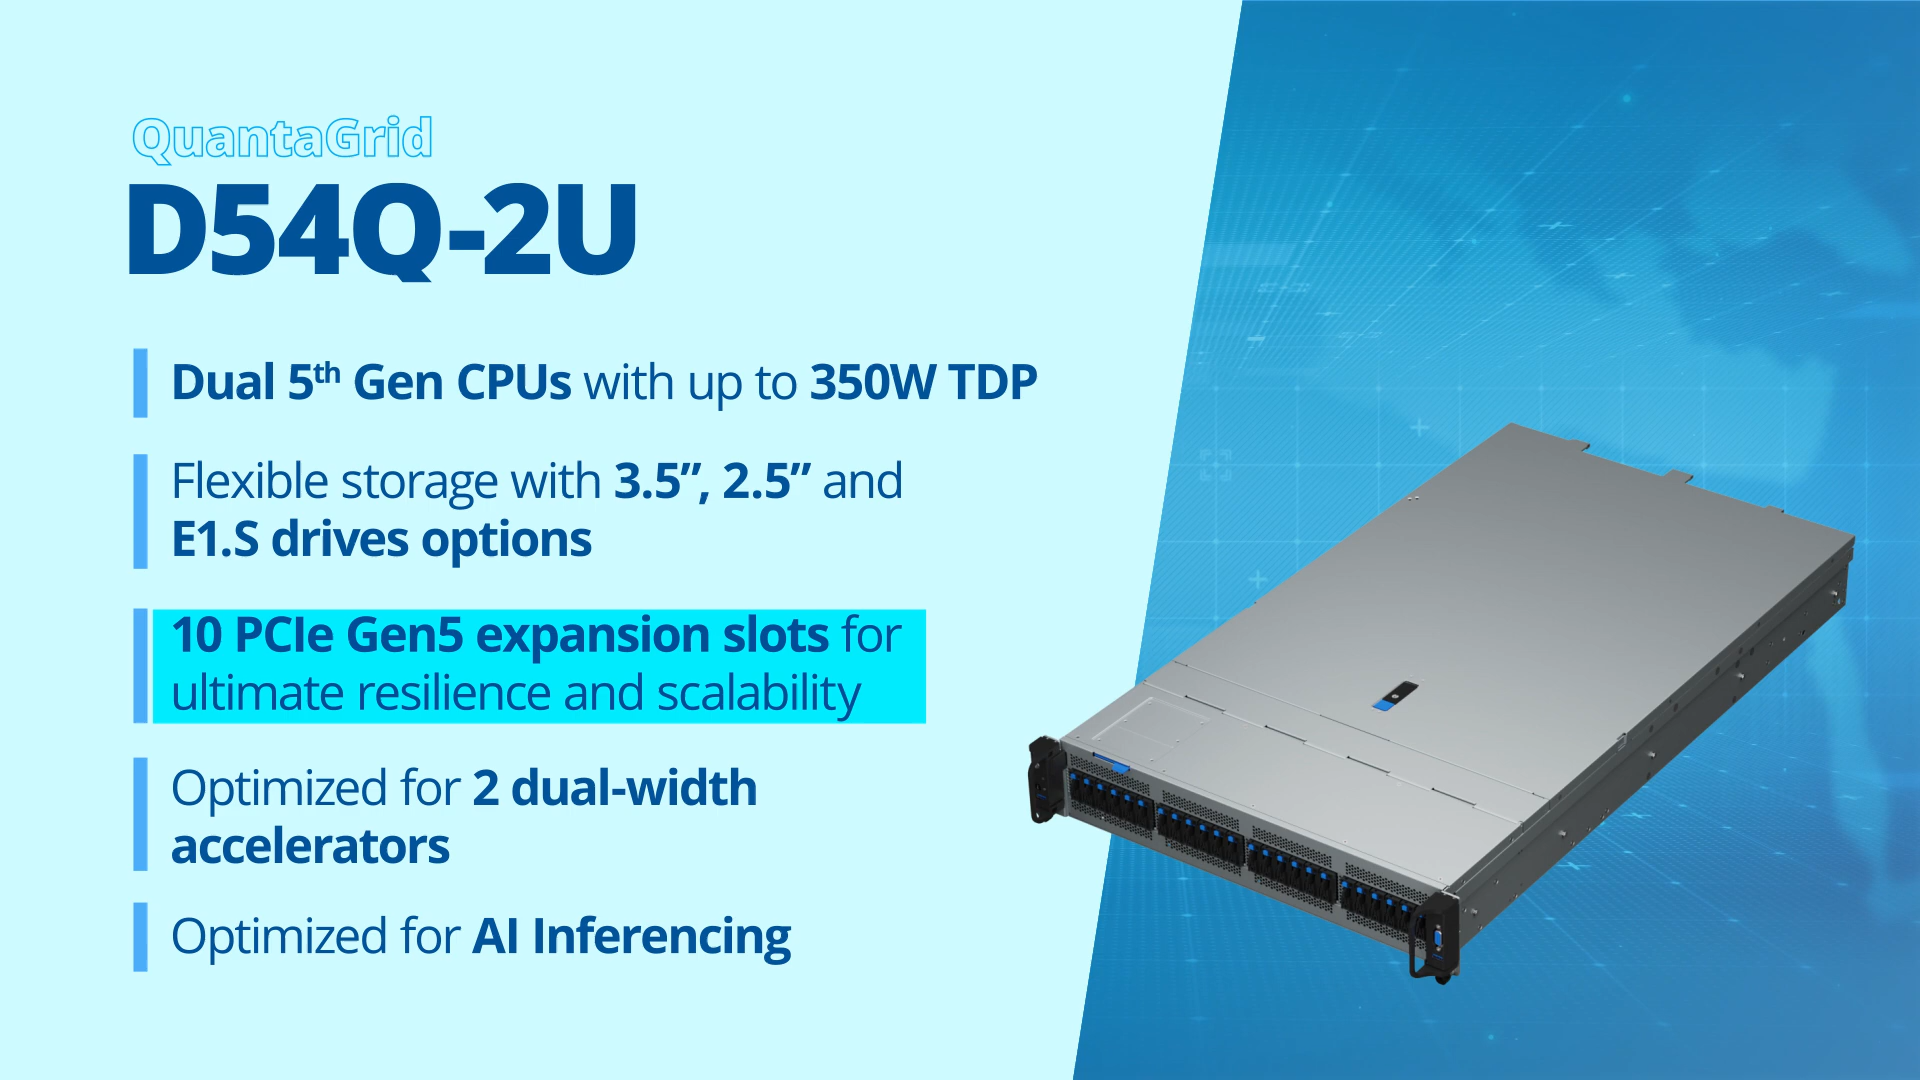 QuantaGrid
D54Q-2U
Dual 5th Gen CPUs with up to 350W TDP
Flexible storage with 3.5”, 2.5” and
E1.S drives options
10 PCIe Gen5 expansion slots for
ultimate resilience and scalability
Optimized for 2 dual-width
accelerators
Optimized for AI Inferencing